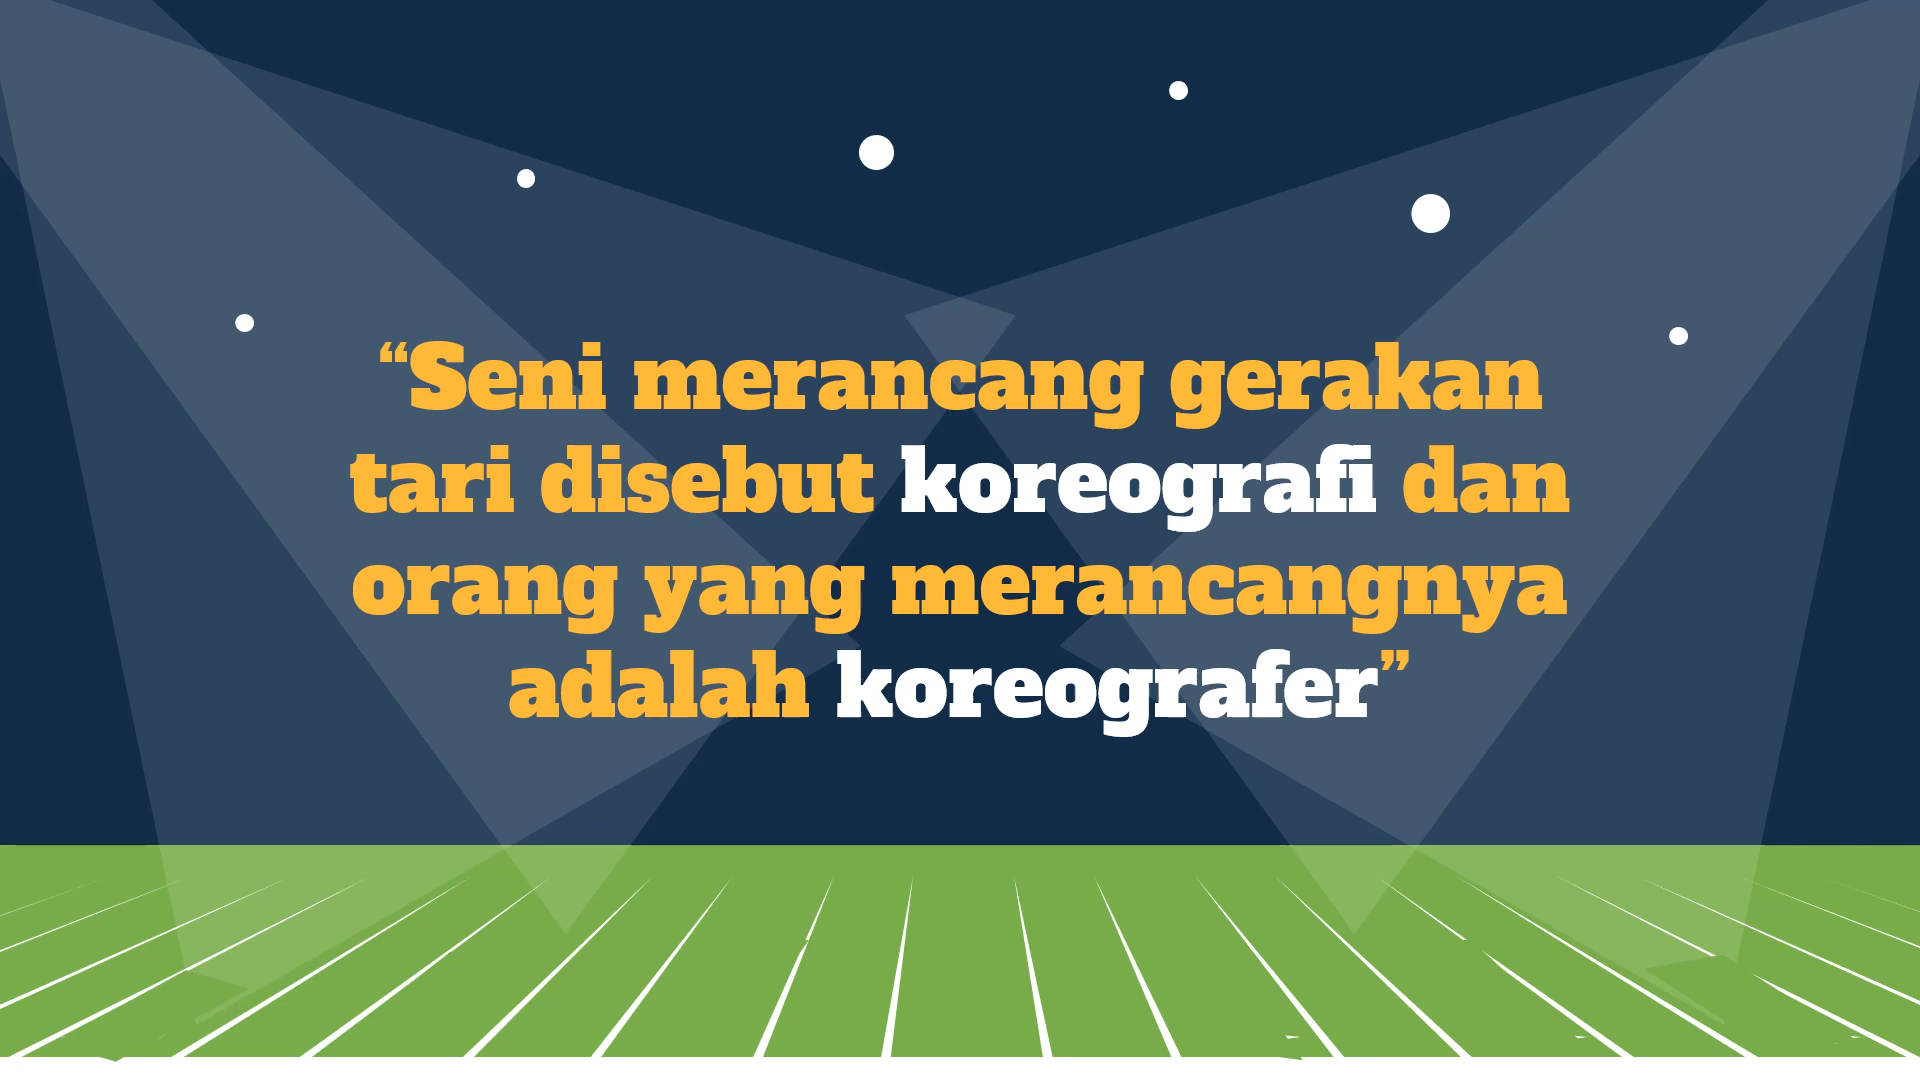 “Seni merancang gerakan
tari disebut koreografi dan
orang yang merancangnya
adalah koreografer”